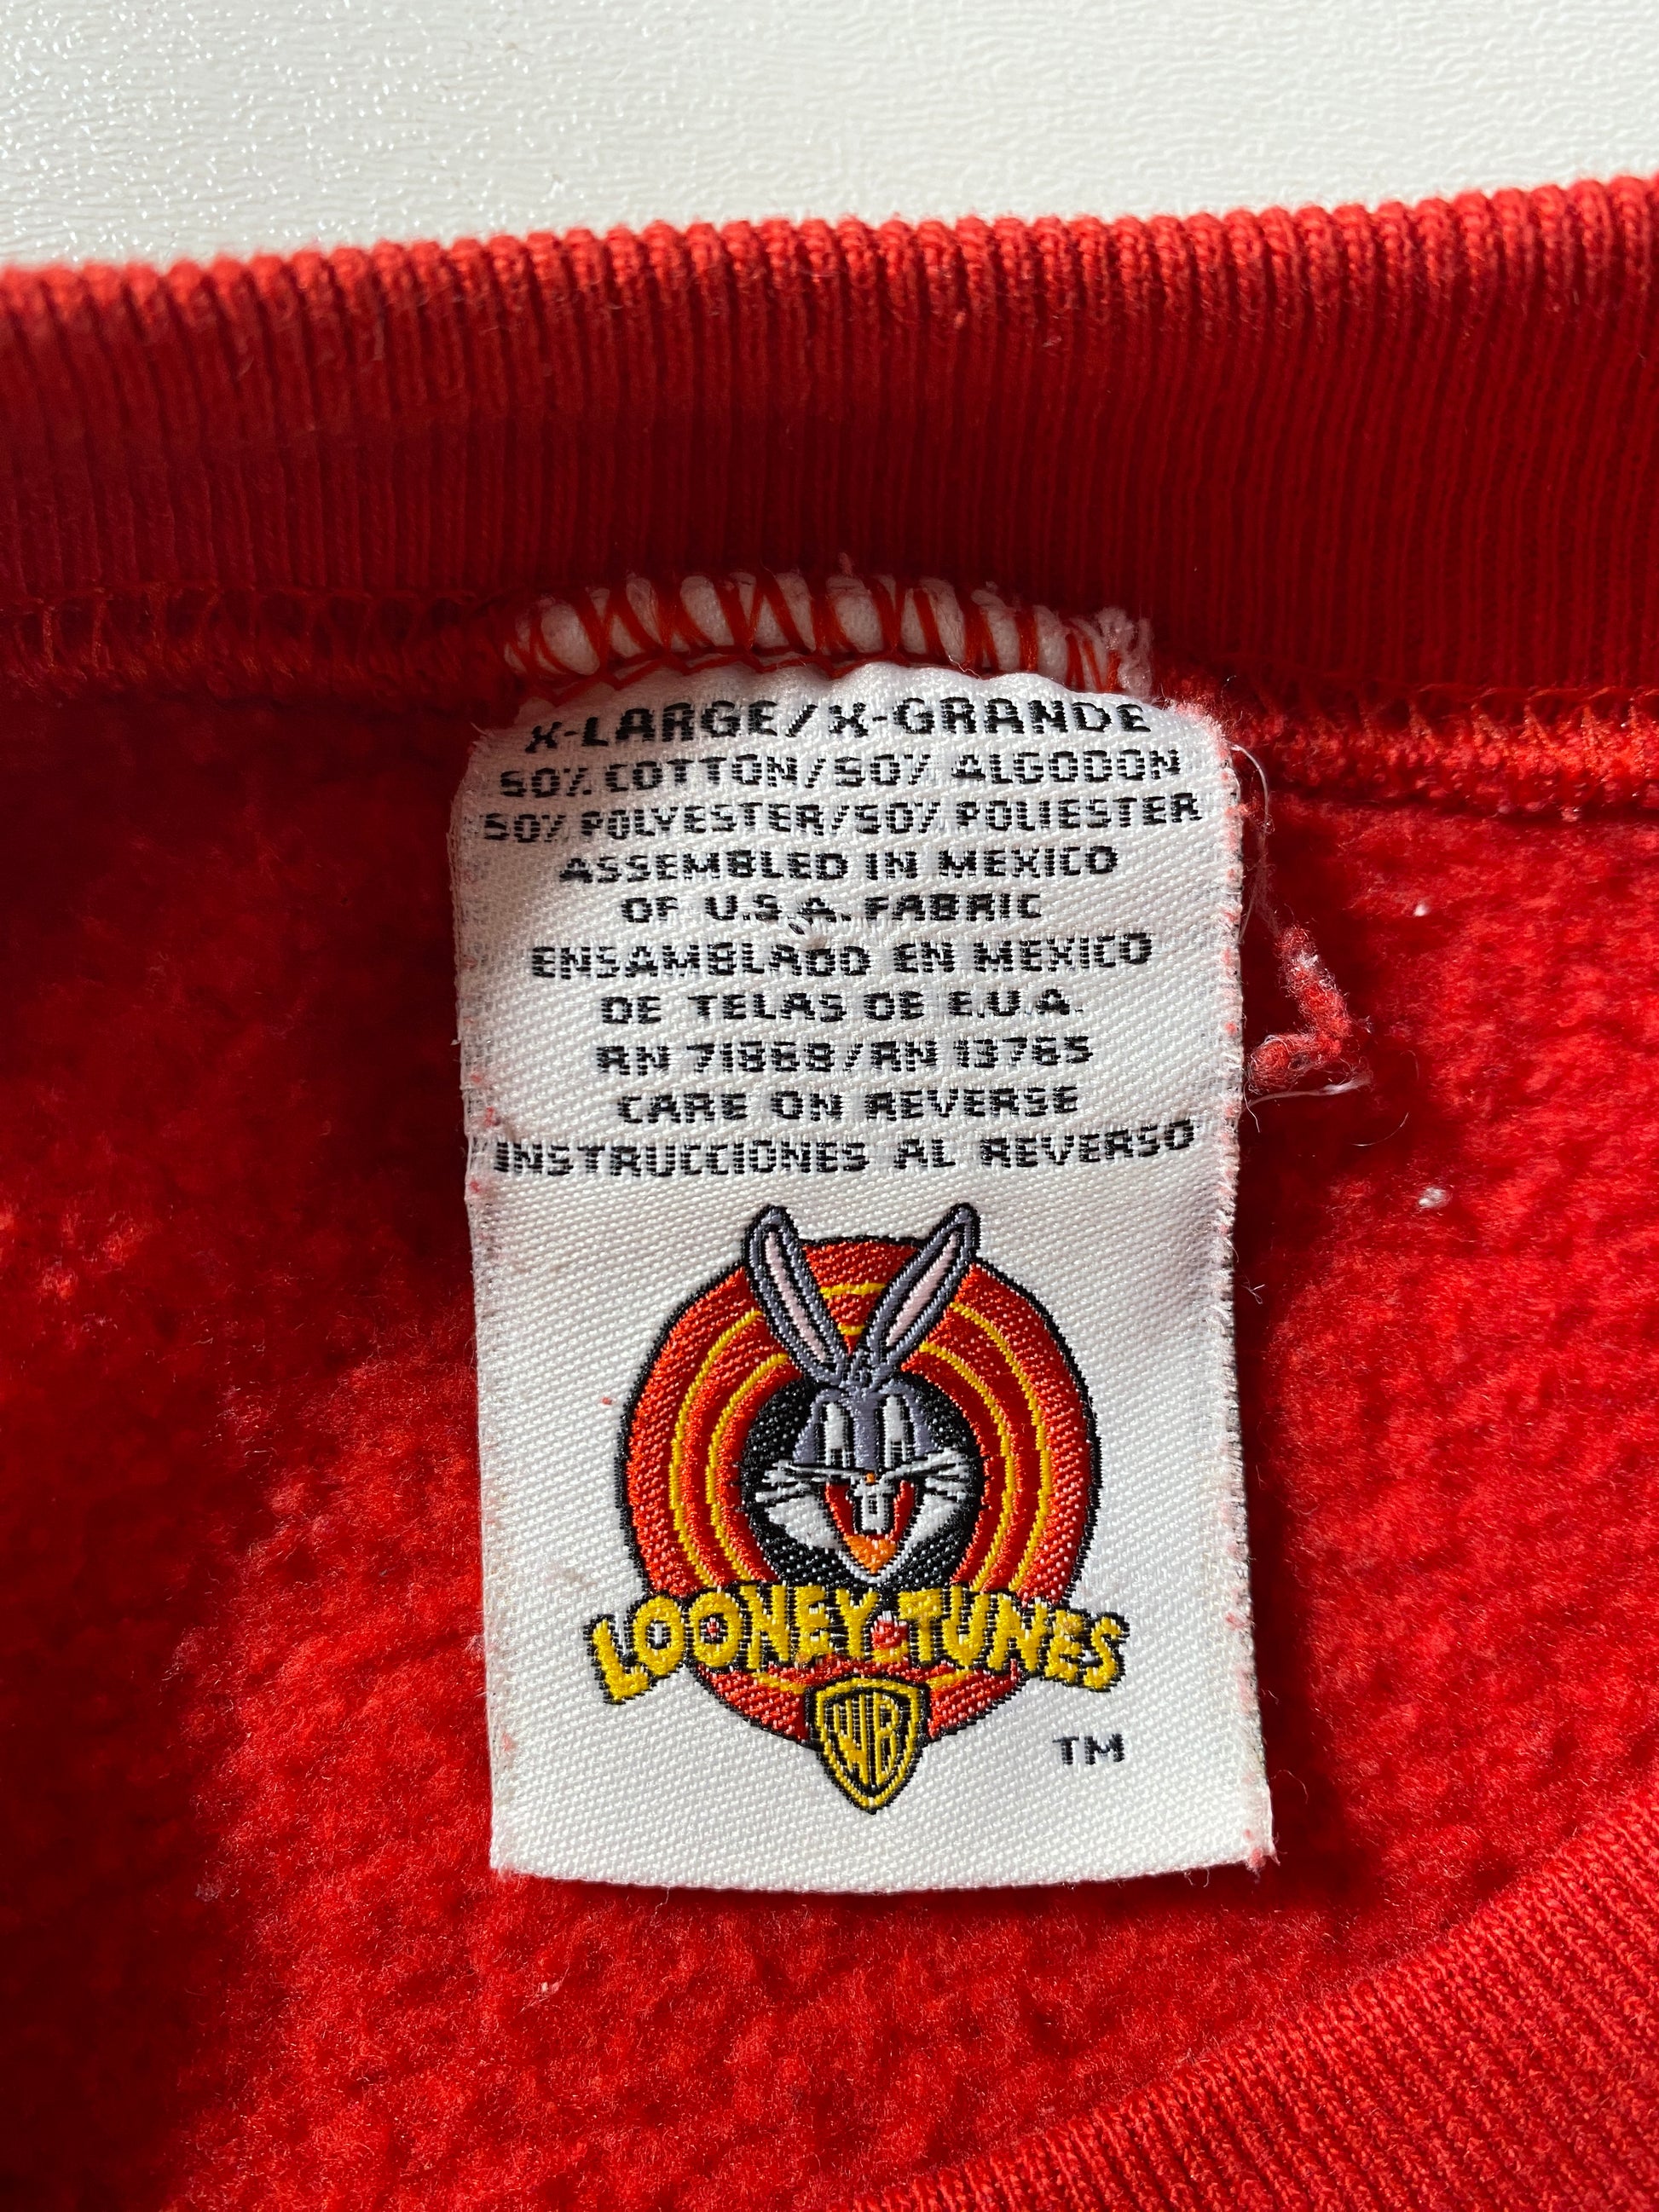 X-LARGE/X-GRANDE
50% COTTON/50% ALGODON
50% POLYESTER/50% POLIESTER
ASSEMBLED IN MEXICO
OF U.S.A. FABRIC
ENSAMBLADO EN MEXICO
DE TELAS DE E.U.A.
RN 71868/RN 13765
CARE ON REVERSE
INSTRUCCIONES AL REVERSO
LOONEY TUNES
WB
TM